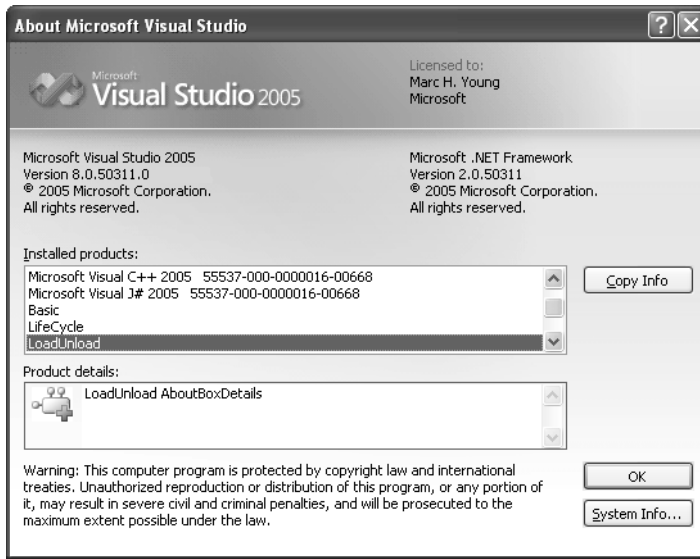 About Microsoft Visual Studio
Microsoft
Visual Studio 2005
Licensed to:
Marc H. Young
Microsoft
Microsoft Visual Studio 2005
Version 8.0.50311.0
© 2005 Microsoft Corporation.
All rights reserved.
Microsoft .NET Framework
Version 2.0.50311
© 2005 Microsoft Corporation.
All rights reserved.
Installed products:
Microsoft Visual C++ 2005 55537-000-0000016-00668
Microsoft Visual J# 2005 55537-000-0000016-00668
Basic
LifeCycle
LoadUnload
Copy Info
Product details:
LoadUnload AboutBoxDetails
Warning: This computer program is protected by copyright law and international
treaties. Unauthorized reproduction or distribution of this program, or any portion of
it, may result in severe civil and criminal penalties, and will be prosecuted to the
maximum extent possible under the law.
OK
System Info...